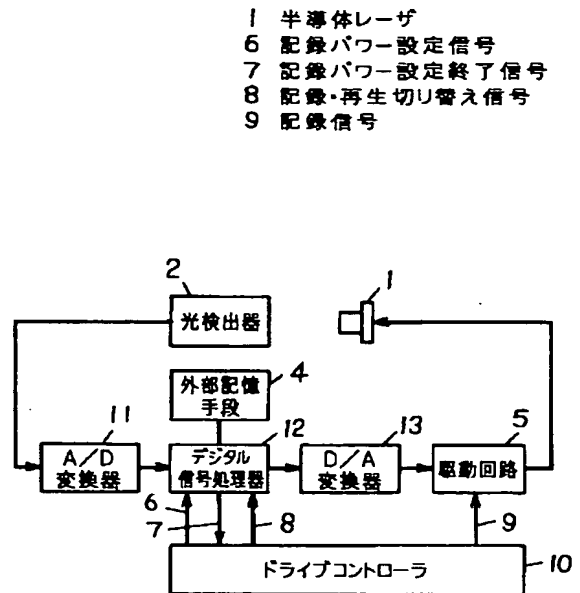 1 半導体レーザ
6 記録パワー設定信号
7 記録パワー設定終了信号
8 記録・再生切り替え信号
9 記録信号
2
1
光検出器
外部記憶
手段
4
11
12
13
5
A/D
変換器
デジタル
信号処理器
D/A
変換器
駆動回路
6
7
8
9
ドライブコントローラ
10